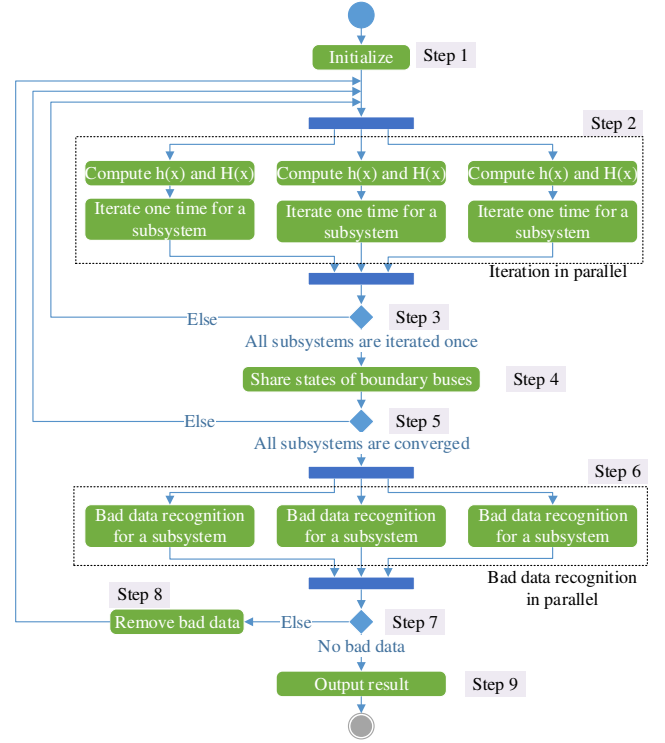 Step 1
Initialize
Step 2
Compute h(x) and H(x)
Compute h(x) and H(x)
Compute h(x) and H(x)
Iterate one time for a
subsystem
Iterate one time for a
subsystem
Iterate one time for a
subsystem
Iteration in parallel
Else
Step 3
All subsystems are iterated once
Share states of boundary buses
Step 4
Else
Step 5
All subsystems are converged
Step 6
Bad data recognition
for a subsystem
Bad data recognition
for a subsystem
Bad data recognition
for a subsystem
Bad data recognition
in parallel
Step 8
Remove bad data
Else
Step 7
No bad data
Output result
Step 9